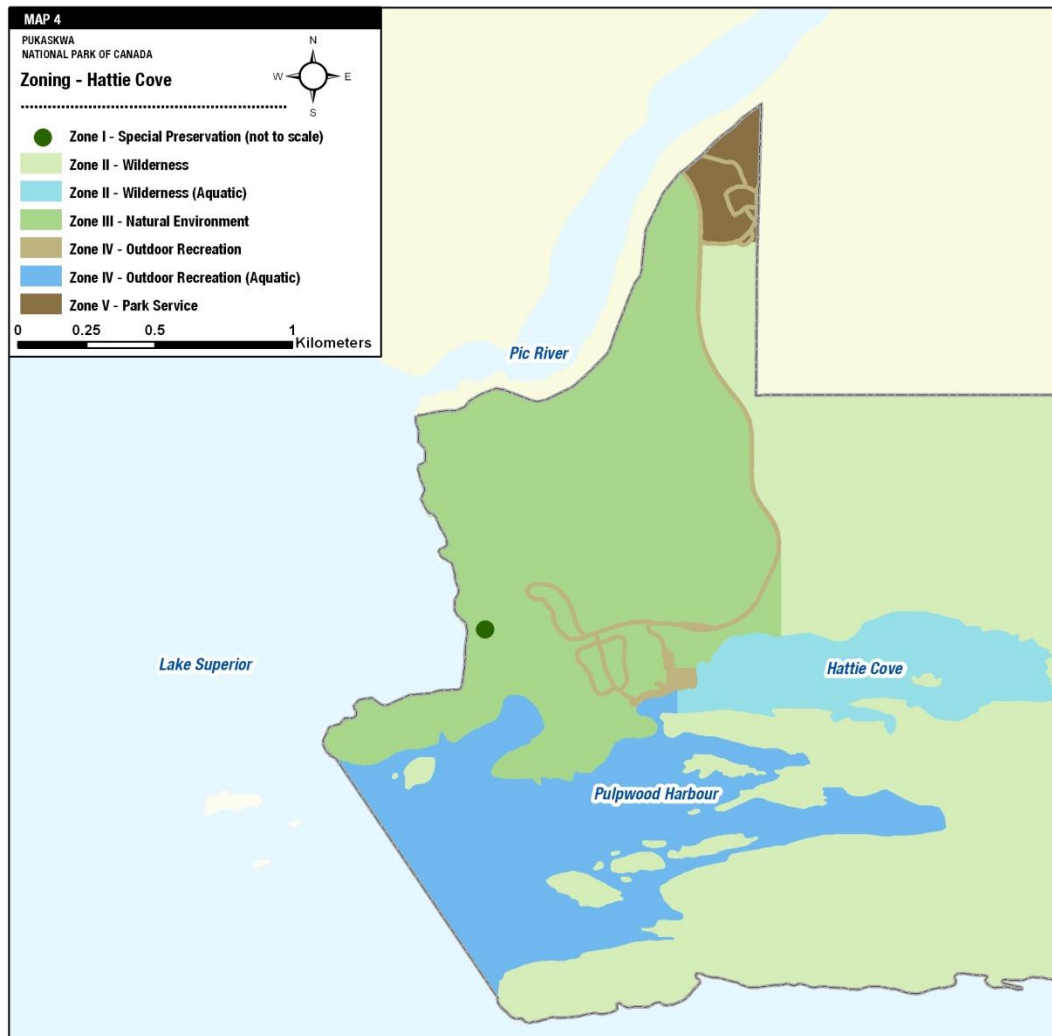 MAP 4
PUKASKWA
NATIONAL PARK OF CANADA
Zoning - Hattie Cove
N
W E
S
Zone I - Special Preservation (not to scale)
Zone II - Wilderness
Zone II - Wilderness (Aquatic)
Zone III - Natural Environment
Zone IV - Outdoor Recreation
Zone IV - Outdoor Recreation (Aquatic)
Zone V - Park Service
0 0.25 0.5 1
Kilometers
Pic River
Lake Superior
Hattie Cove
Pulpwood Harbour